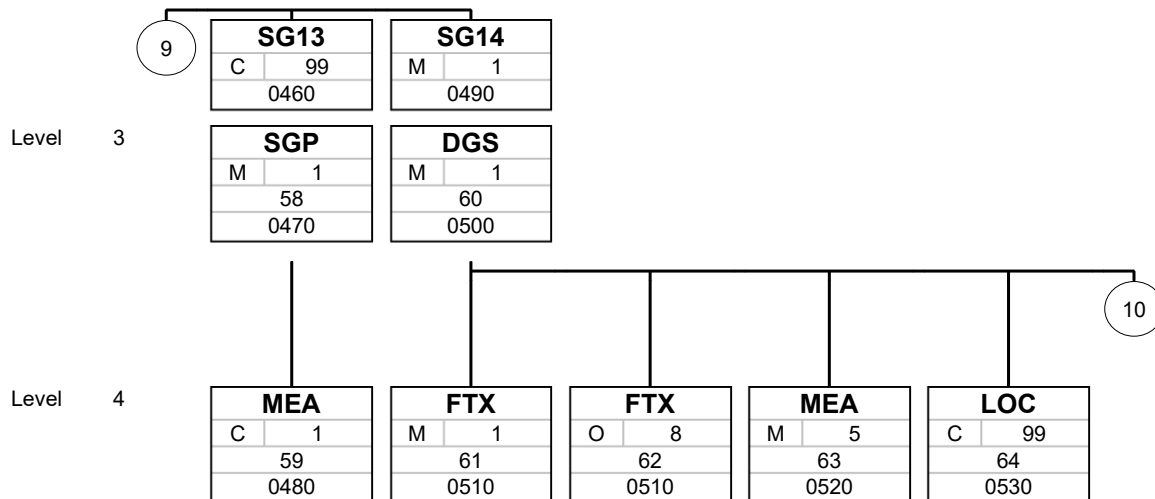 9
SG13 SG14
C 99 M 1
0460 0490
Level 3
SGP DGS
M 1 M 1
58 60
0470 0500
10
Level 4
MEA FTX FTX MEA LOC
C 1 M 1 O 8 M 5 C 99
59 61 62 63 64
0480 0510 0510 0520 0530